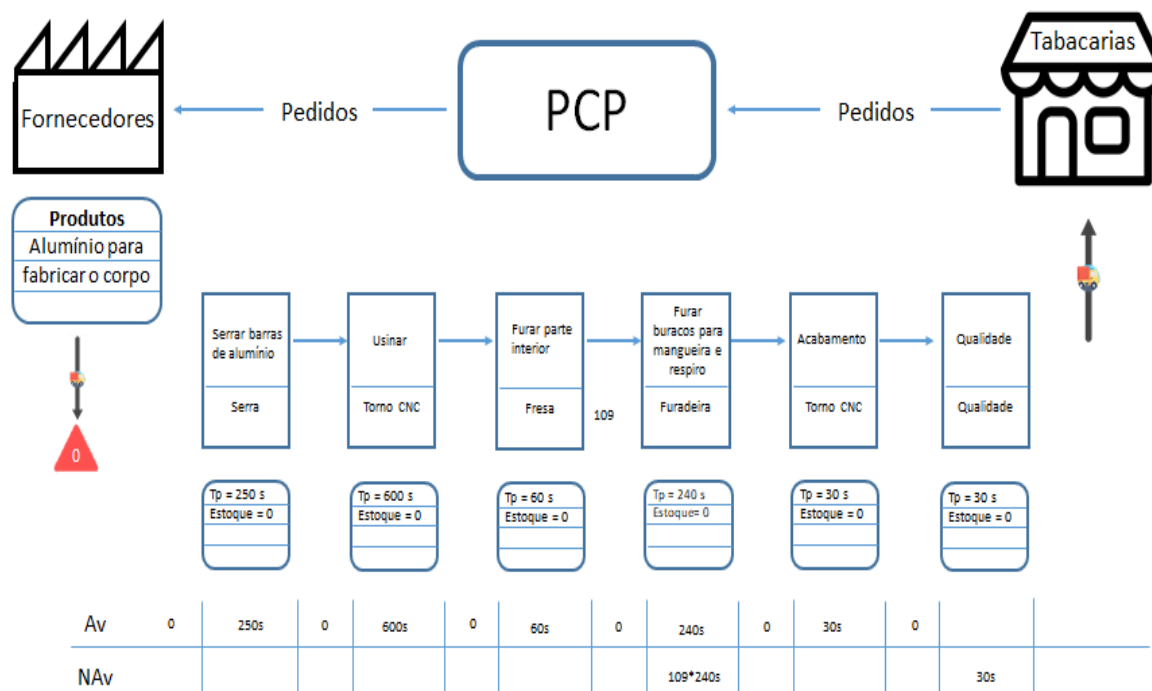 Fornecedores
Pedidos
PCP
Pedidos
Tabacarias
Produtos
Alumínio para
fabricar o corpo
0
Serrar barras
de alumínio
Serra
Usinar
Torno CNC
Furar parte
interior
Fresa
109
Furar
buracos para
mangueira e
respiro
Furadeira
Acabamento
Torno CNC
Qualidade
Qualidade
Tp = 250 s
Estoque = 0
Tp = 600 s
Estoque = 0
Tp = 60 s
Estoque = 0
Tp = 240 s
Estoque= 0
Tp = 30 s
Estoque = 0
Tp = 30 s
Estoque = 0
Av 0 250s 0 600s 0 60s 0 240s 0 30s 0
NAv 109*240s 30s